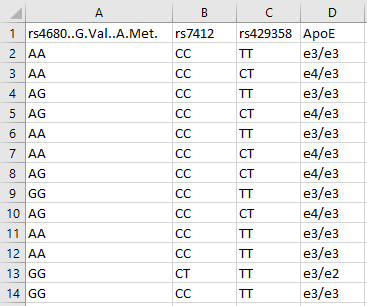 A B C D
1 rs4680..G.Val..A.Met. rs7412 rs429358 ApoE
2 AA CC TT e3/e3
3 AA CC CT e4/e3
4 AG CC TT e3/e3
5 AG CC CT e4/e3
6 AA CC TT e3/e3
7 AA CC CT e4/e3
8 AG CC CT e4/e3
9 GG CC TT e3/e3
10 AG CC CT e4/e3
11 AA CC TT e3/e3
12 AA CC TT e3/e3
13 GG CT TT e3/e2
14 GG CC TT e3/e3